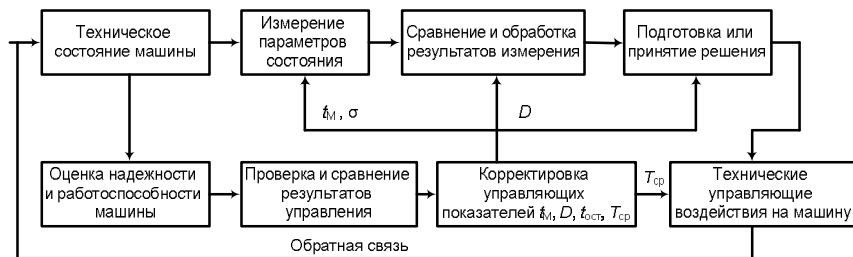 Техническое
состояние машины
Измерение
параметров
состояния
Сравнение и обработка
результатов измерения
Подготовка или
принятие решения
tм, σ
D
Оценка надежности
и работоспособности
машины
Проверка и сравнение
результатов
управления
Корректировка
управляющих
показателей tм, D, tост, Tср
Tср
Технические
управляющие
воздействия на машину
Обратная связь